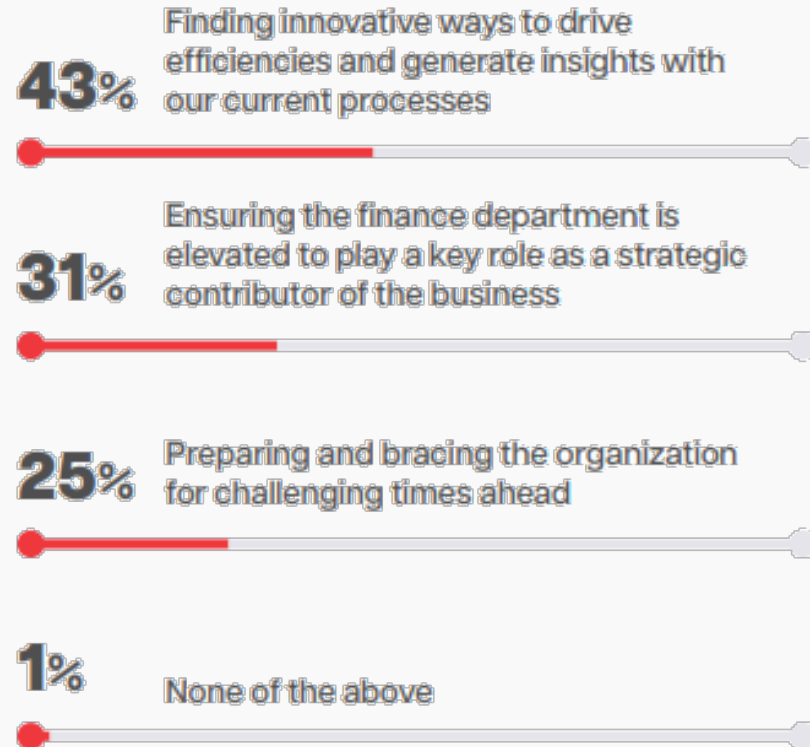 Finding innovative ways to drive
efficiencies and generate insights with
43%
our current processes
Ensuring the finance department is
elevated to play a key role as a strategic
31%
contributor of the business
Preparing and bracing the organization
25%
for challenging times ahead
1%
None of the above